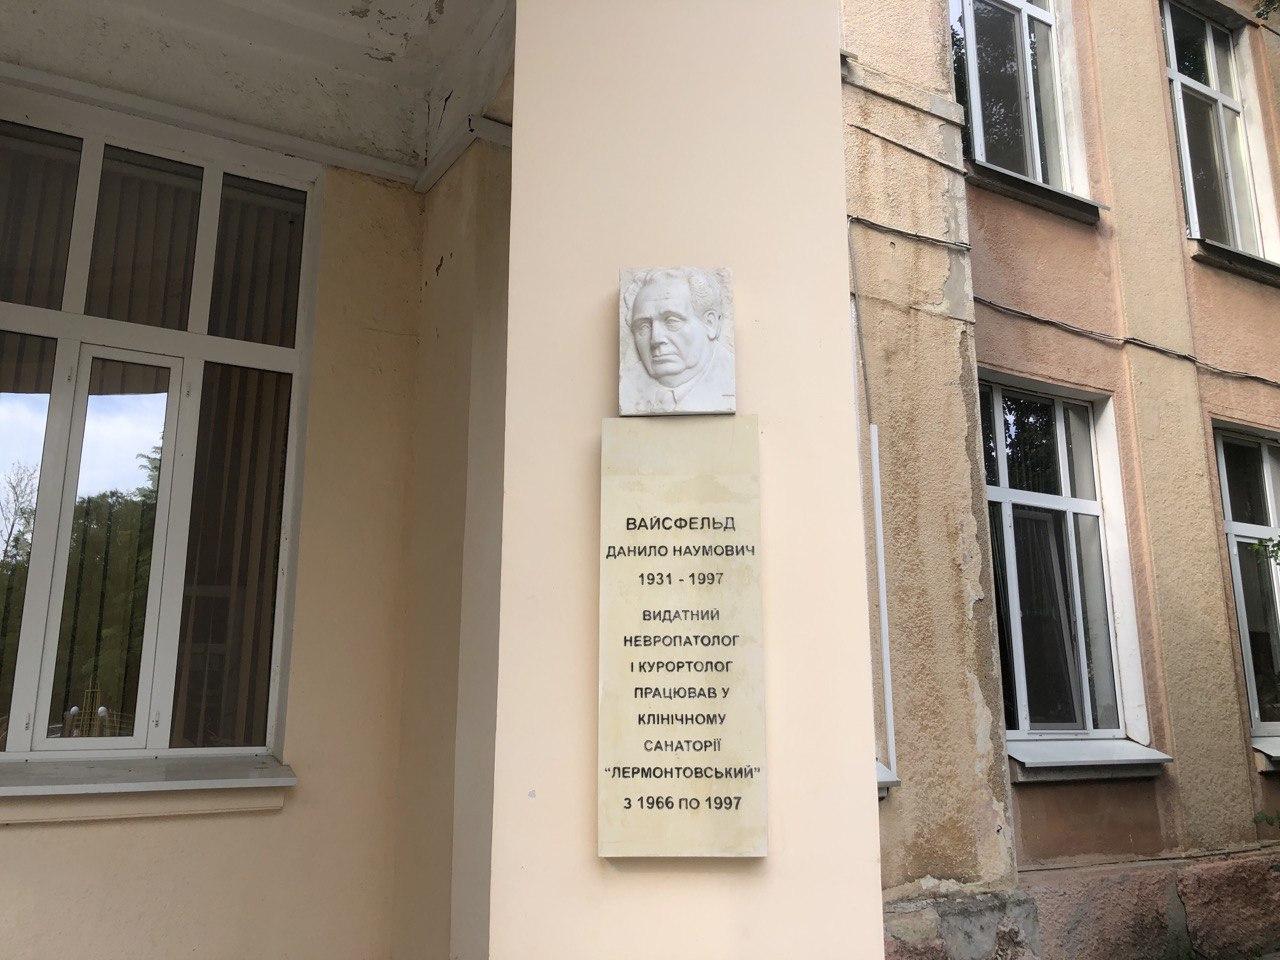 ВАЙСФЕЛЬД
ДАНИЛО НАУМОВИЧ
1931 - 1997
ВИДАТНИЙ
НЕВРОПАТОЛОГ
І КУРОРТОЛОГ
ПРАЦЮВАВ У
КЛІНІЧНОМУ
САНАТОРІЇ
“ЛЕРМОНТОВСЬКИЙ”
З 1966 ПО 1997